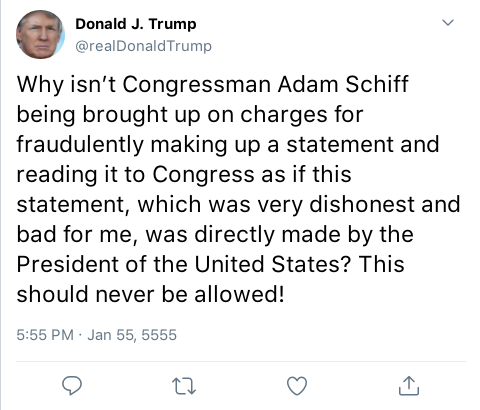 Donald J. Trump
@realDonaldTrump
Why isn’t Congressman Adam Schiff
being brought up on charges for
fraudulently making up a statement and
reading it to Congress as if this
statement, which was very dishonest and
bad for me, was directly made by the
President of the United States? This
should never be allowed!
5:55 PM · Jan 55, 5555